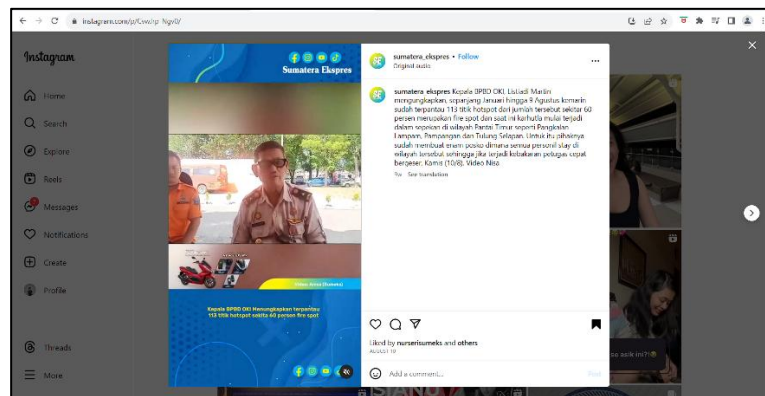 instagram.com/p/
Instagram
Home
Search
Explore
Reels
Messages
Notifications
Create
Profile
Threads
More
Sumatera Ekspres
Kepala BPBD OKI Mengungkapkan terpantau
113 titik hotspot sekita 60 persen fire spot
sumatera_ekspres • Follow
Original audio
sumatera_ekspres Kepala BPBD OKI, Listiadi Martin
mengungkapkan, sepanjang Januari hingga 9 Agustus kemarin
sudah terpantau 113 titik hotspot dari jumlah tersebut sekitar 60
persen merupakan fire spot dan saat ini karhutla mulai terjadi
dalam sepekan di wilayah Pantai Timur seperti Pangkalan
Lampam, Pampangan dan Tulung Selapan. Untuk itu pihaknya
sudah membuat enam posko dimana semua personil stay di
wilayah tersebut sehingga jika terjadi kebakaran petugas cepat
bergeser. Kamis (10/8). Video Nisa
See translation
Liked by nurserisumeks and others
AUGUST 10
Add a comment...
Post